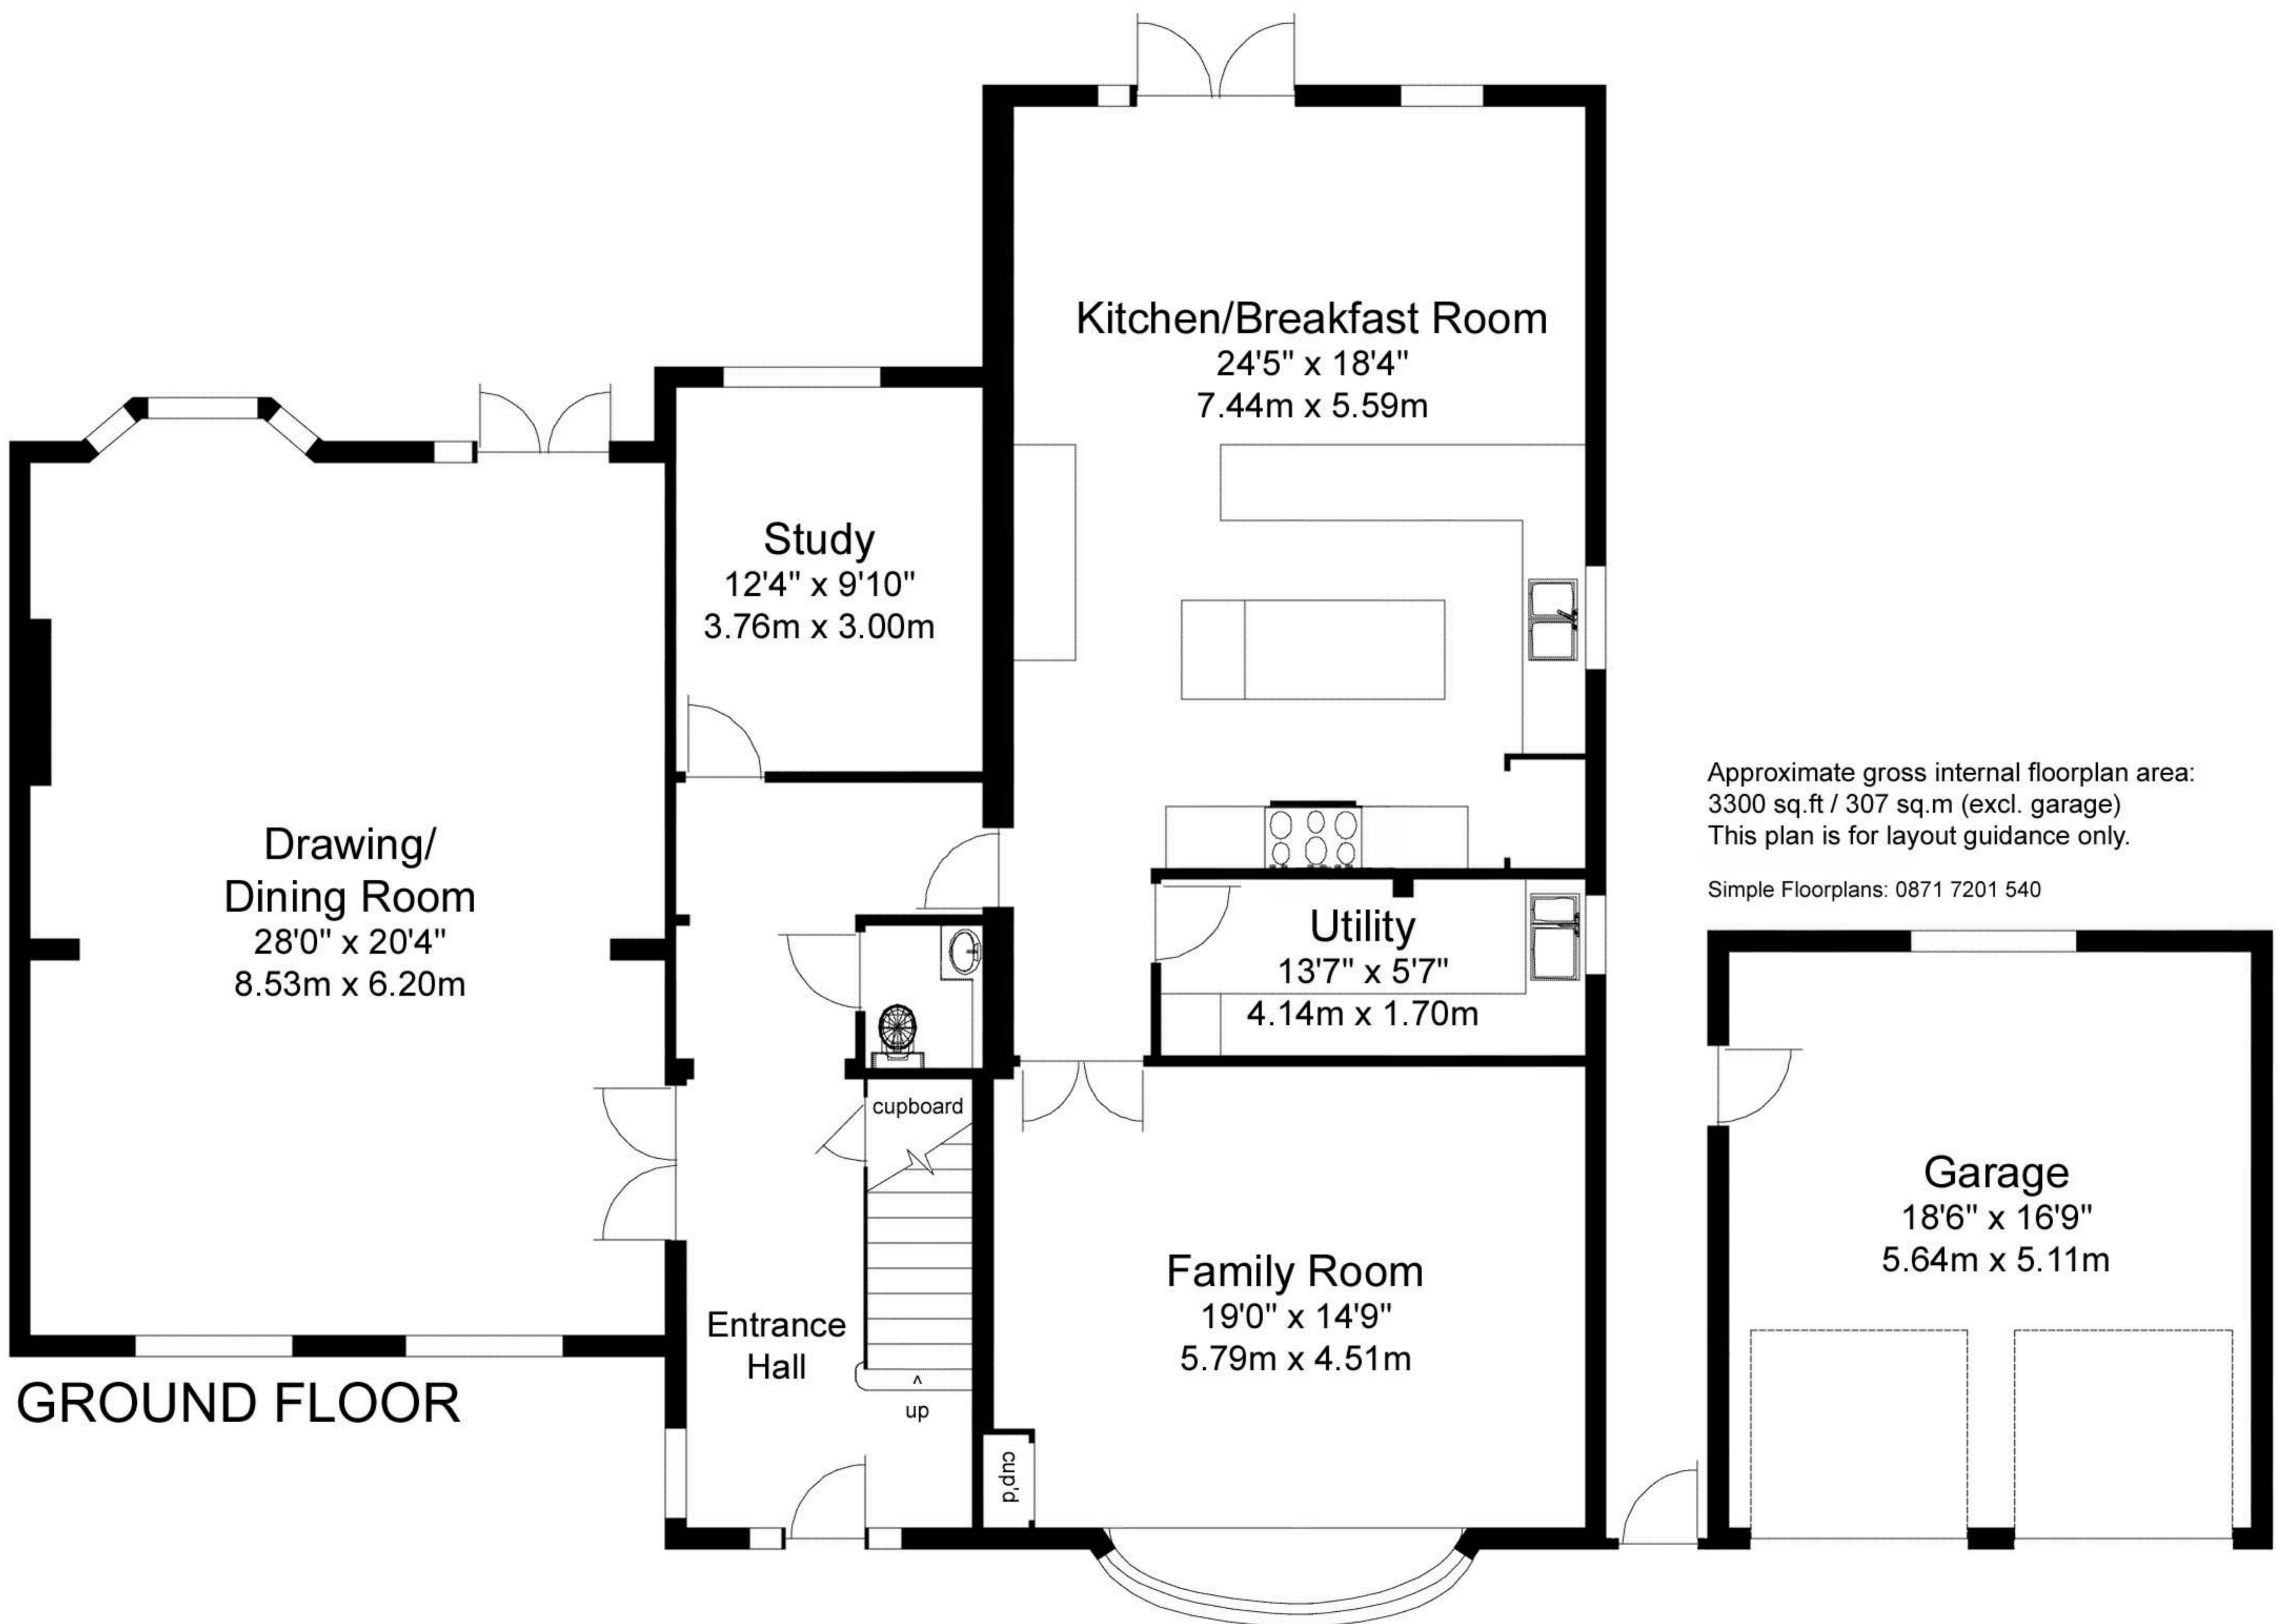 Kitchen/Breakfast Room
24'5" x 18'4"
7.44m x 5.59m
Study
12'4" x 9'10"
3.76m x 3.00m
Drawing/
Dining Room
28'0" x 20'4"
8.53m x 6.20m
Approximate gross internal floorplan area:
3300 sq.ft / 307 sq.m (excl. garage)
This plan is for layout guidance only.
Simple Floorplans: 0871 7201 540
Utility
13'7" x 5'7"
4.14m x 1.70m
cupboard
Garage
18'6" x 16'9"
5.64m x 5.11m
Family Room
19'0" x 14'9"
5.79m x 4.51m
Entrance
Hall
up
cup'd
GROUND FLOOR